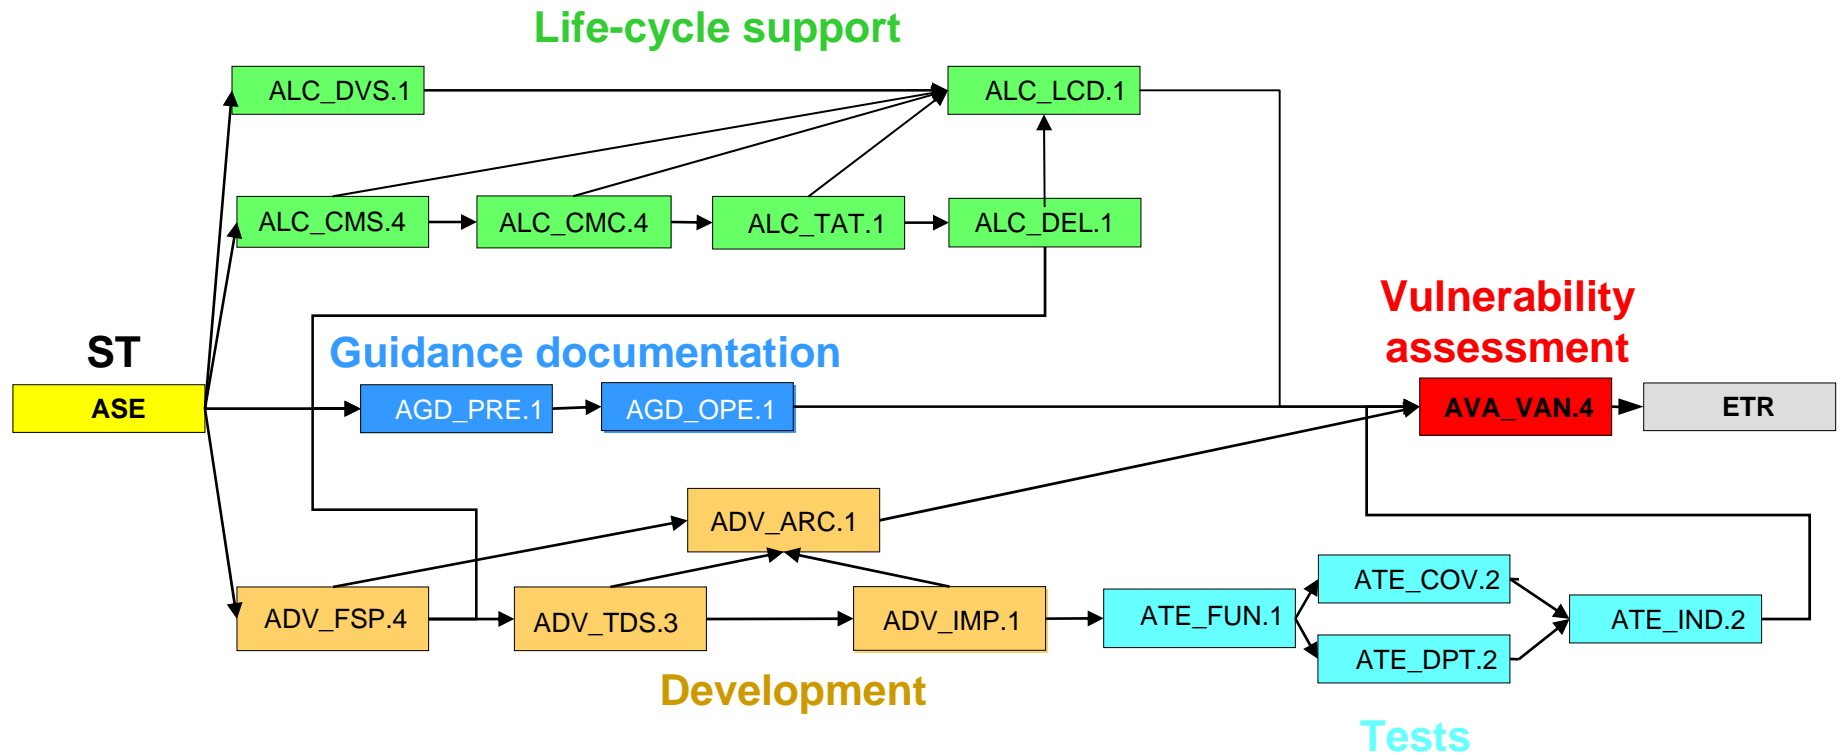 Life-cycle support
ALC_DVS.1
ALC_LCD.1
ALC_CMS.4
ALC_CMC.4
ALC_TAT.1
ALC_DEL.1
Vulnerability
assessment
ST
Guidance documentation
ASE
AGD_PRE.1
AGD_OPE.1
AVA_VAN.4
ETR
ADV_ARC.1
ADV_FSP.4
ADV_TDS.3
ADV_IMP.1
ATE_FUN.1
ATE_COV.2
ATE_DPT.2
ATE_IND.2
Development
Tests